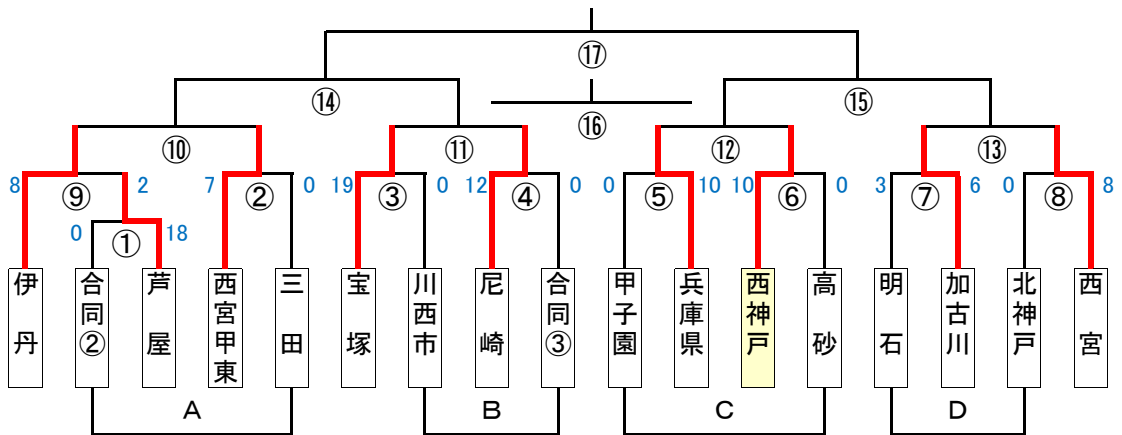 ⑰
⑭ ⑯ ⑮
⑩ ⑪ ⑫ ⑬
8 ⑨ 2 7 ② 0 19 ③ 0 12 ④ 0 0 ⑤ 10 10 ⑥ 0 3 ⑦ 6 0 ⑧ 8
0 ① 18
伊丹
合同②
芦屋
西宮甲東
三田
宝塚
川西市
尼崎
合同③
甲子園
兵庫県
西神戸
高砂
明石
加古川
北神戸
西宮
A B C D